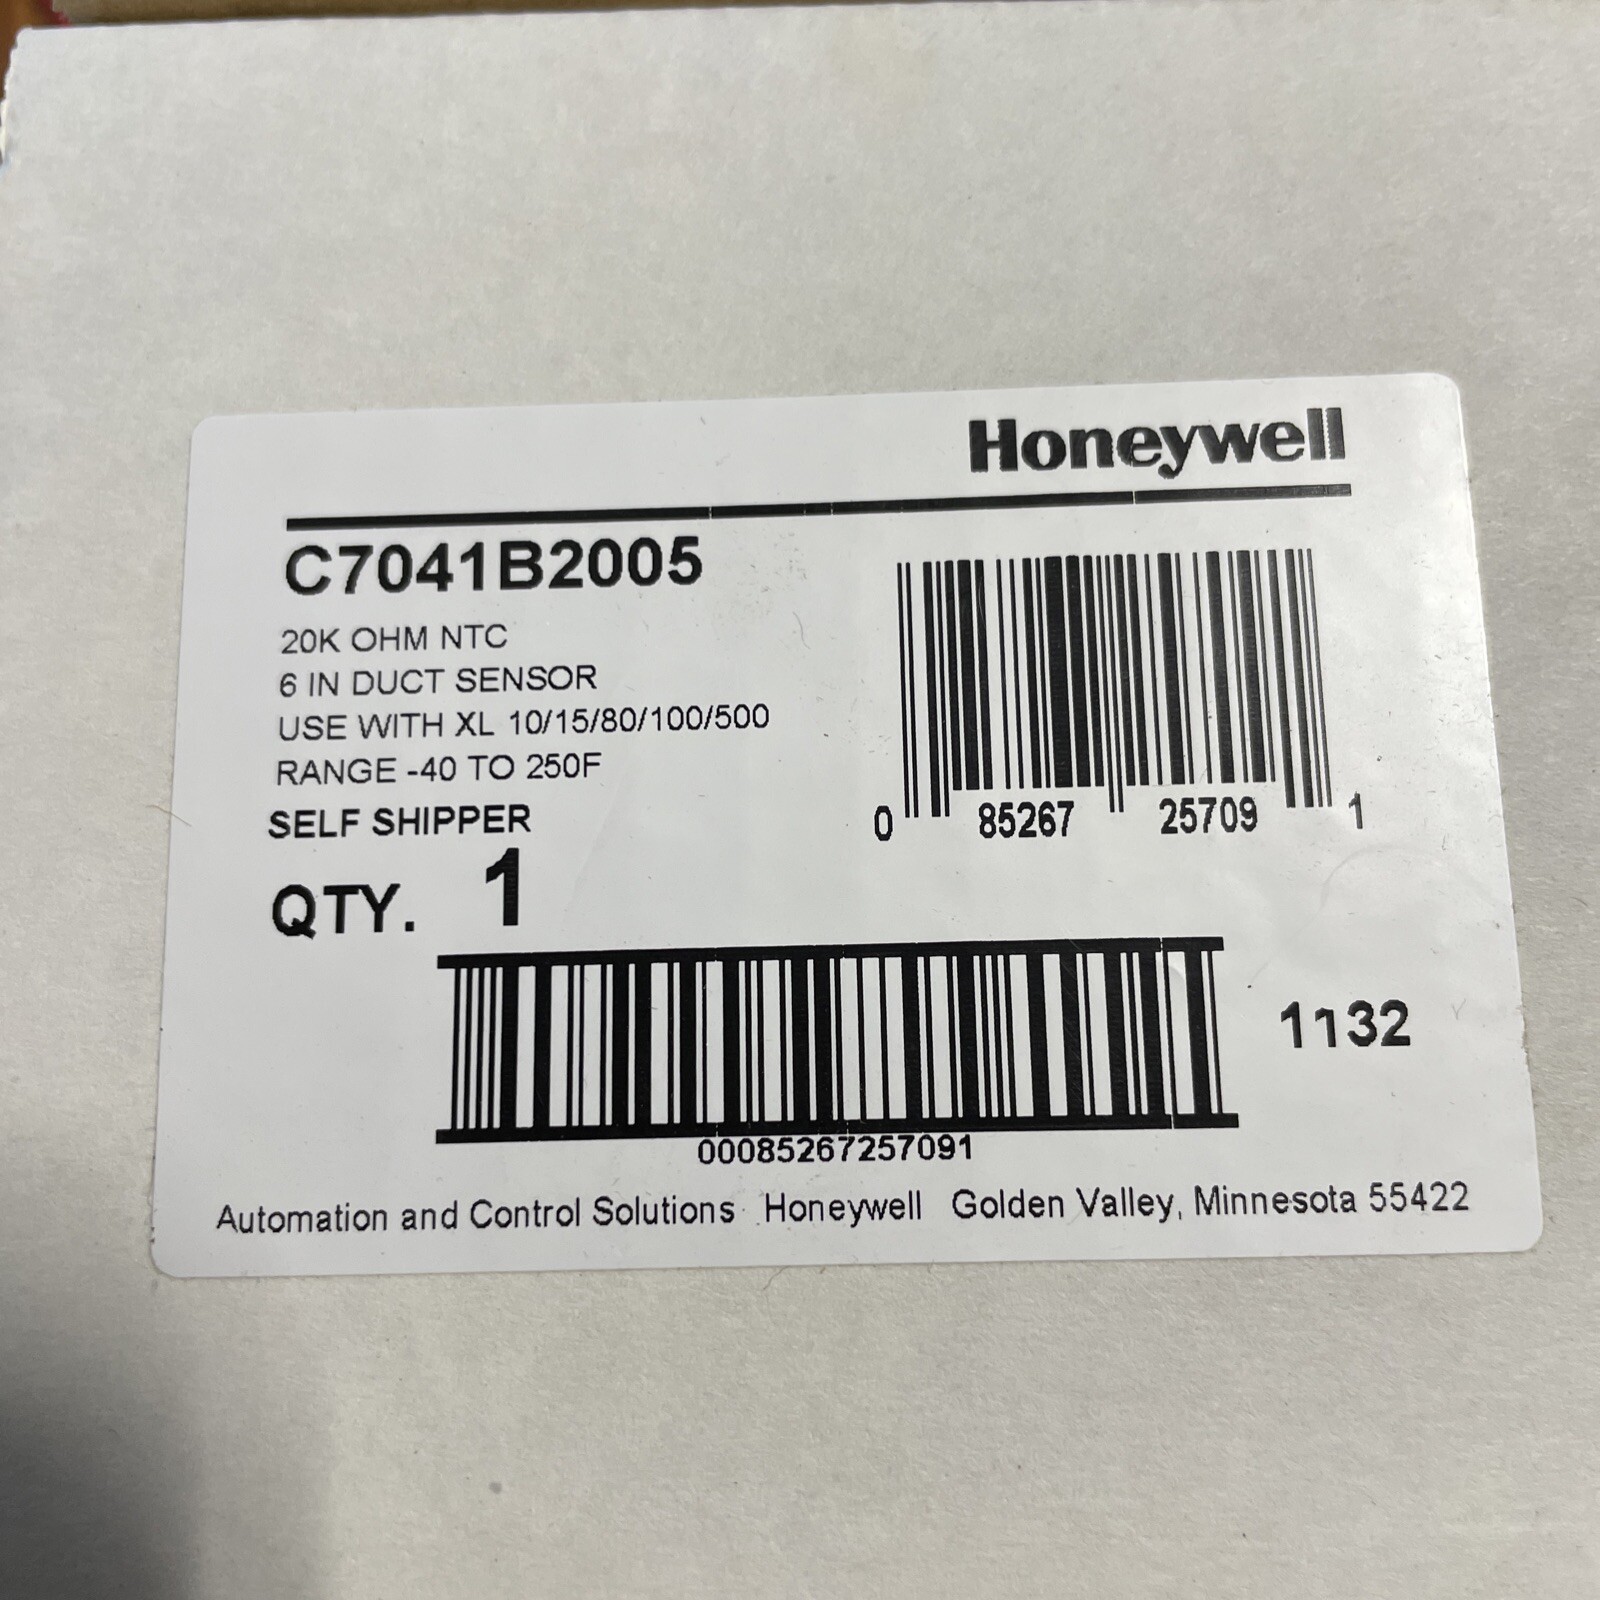 Honeywell
C7041B2005
20K OHM NTC
6 IN DUCT SENSOR
USE WITH XL 10/15/80/100/500
RANGE -40 TO 250F
SELF SHIPPER
0 85267 25709 1
QTY. 1
1132
00085267257091
Automation and Control Solutions Honeywell Golden Valley, Minnesota 55422